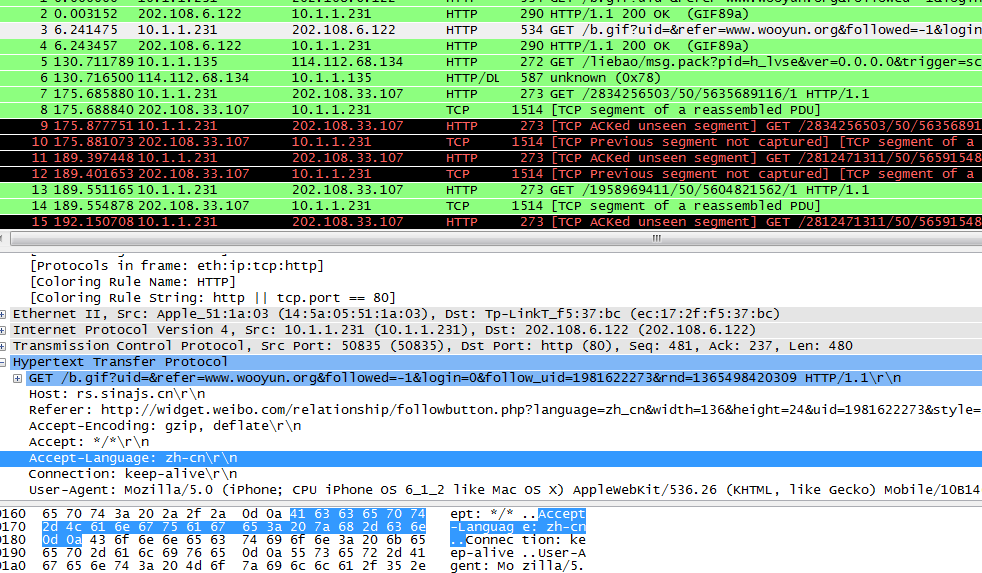 2 0.003152 202.108.6.122 10.1.1.231 HTTP 290 HTTP/1.1 200 OK (GIF89a)
3 6.241475 10.1.1.231 202.108.6.122 HTTP 534 GET /b.gif?uid=&refer=www.wooyun.org&followed=-1&login
4 6.243457 202.108.6.122 10.1.1.231 HTTP 290 HTTP/1.1 200 OK (GIF89a)
5 130.711789 10.1.1.135 114.112.68.134 HTTP 272 GET /liebao/msg.pack?pid=h_lvse&ver=0.0.0.0&trigger=sc
6 130.716500 114.112.68.134 10.1.1.135 HTTP/DL 587 unknown (0x78)
7 175.685880 10.1.1.231 202.108.33.107 HTTP 273 GET /2834256503/50/5635689116/1 HTTP/1.1
8 175.688840 202.108.33.107 10.1.1.231 TCP 1514 [TCP segment of a reassembled PDU]
9 175.877751 10.1.1.231 202.108.33.107 HTTP 273 [TCP ACKed unseen segment] GET /2834256503/50/56356891
10 175.881073 202.108.33.107 10.1.1.231 TCP 1514 [TCP Previous segment not captured] [TCP segment of a
11 189.397448 10.1.1.231 202.108.33.107 HTTP 273 [TCP ACKed unseen segment] GET /2812471311/50/56591548
12 189.401653 202.108.33.107 10.1.1.231 TCP 1514 [TCP Previous segment not captured] [TCP segment of a
13 189.551165 10.1.1.231 202.108.33.107 HTTP 273 GET /1958969411/50/5604821562/1 HTTP/1.1
14 189.554878 202.108.33.107 10.1.1.231 TCP 1514 [TCP segment of a reassembled PDU]
15 192.150708 10.1.1.231 202.108.33.107 HTTP 273 [TCP ACKed unseen segment] GET /2812471311/50/56591548
[Protocols in frame: eth:ip:tcp:http]
[Coloring Rule Name: HTTP]
[Coloring Rule String: http || tcp.port == 80]
Ethernet II, Src: Apple_51:1a:03 (14:5a:05:51:1a:03), Dst: Tp-LinkT_f5:37:bc (ec:17:2f:f5:37:bc)
Internet Protocol Version 4, Src: 10.1.1.231 (10.1.1.231), Dst: 202.108.6.122 (202.108.6.122)
Transmission Control Protocol, Src Port: 50835 (50835), Dst Port: http (80), Seq: 481, Ack: 237, Len: 480
Hypertext Transfer Protocol
GET /b.gif?uid=&refer=www.wooyun.org&followed=-1&login=0&follow_uid=1981622273&rnd=1365498420309 HTTP/1.1\r\n
Host: rs.sinajs.cn\r\n
Referer: http://widget.weibo.com/relationship/followbutton.php?language=zh_cn&width=136&height=24&uid=1981622273&style=
Accept-Encoding: gzip, deflate\r\n
Accept: */*\r\n
Accept-Language: zh-cn\r\n
Connection: keep-alive\r\n
User-Agent: Mozilla/5.0 (iPhone; CPU iPhone OS 6_1_2 like Mac OS X) AppleWebKit/536.26 (KHTML, like Gecko) Mobile/10B14
0160 65 70 74 3a 20 2a 2f 2a 0d 0a 41 63 63 65 70 74 ept: */* ..Accept
0170 2d 4c 61 6e 67 75 61 67 65 3a 20 7a 68 2d 63 6e -Languag e: zh-cn
0180 0d 0a 43 6f 6e 6e 65 63 74 69 6f 6e 3a 20 6b 65 ..Connec tion: ke
0190 65 70 2d 61 6c 69 76 65 0d 0a 55 73 65 72 2d 41 ep-alive ..User-A
01a0 67 65 6e 74 3a 20 4d 6f 7a 69 6c 6c 61 2f 35 2e gent: Mo zilla/5.